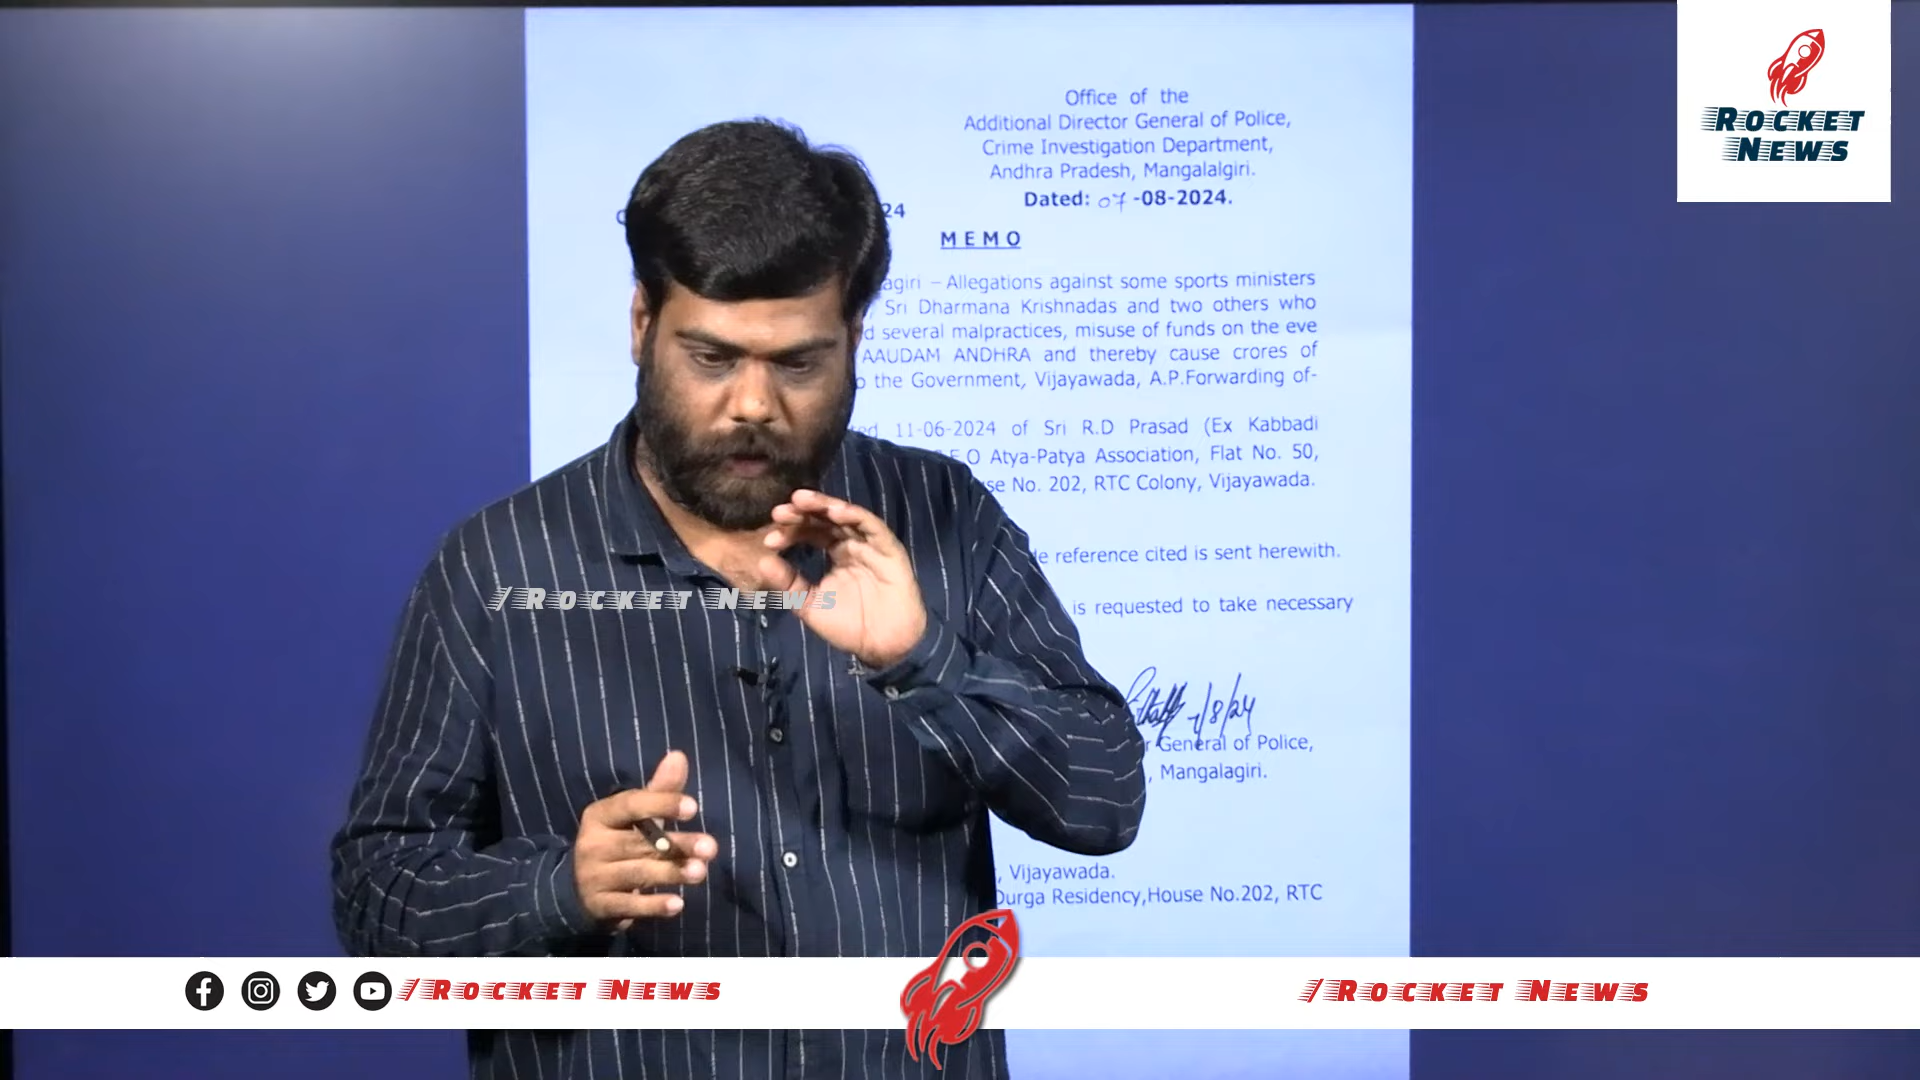 Office of the
Additional Director General of Police,
Crime Investigation Department,
Andhra Pradesh, Mangalalgiri.
Dated: 07-08-2024.
24
MEMO
agiri – Allegations against some sports ministers
, Sri Dharmana Krishnadas and two others who
d several malpractices, misuse of funds on the eve
AAUDAM ANDHRA and thereby cause crores of
o the Government, Vijayawada, A.P.Forwarding of-
ed 11-06-2024 of Sri R.D Prasad (Ex Kabbadi
E.O Atya-Patya Association, Flat No. 50,
se No. 202, RTC Colony, Vijayawada.
e reference cited is sent herewith.
is requested to take necessary
7/8/24
r General of Police,
, Mangalagiri.
, Vijayawada.
Durga Residency,House No.202, RTC
ROCKET
NEWS
/ROCKET NEWS
/ROCKET NEWS
/ROCKET NEWS